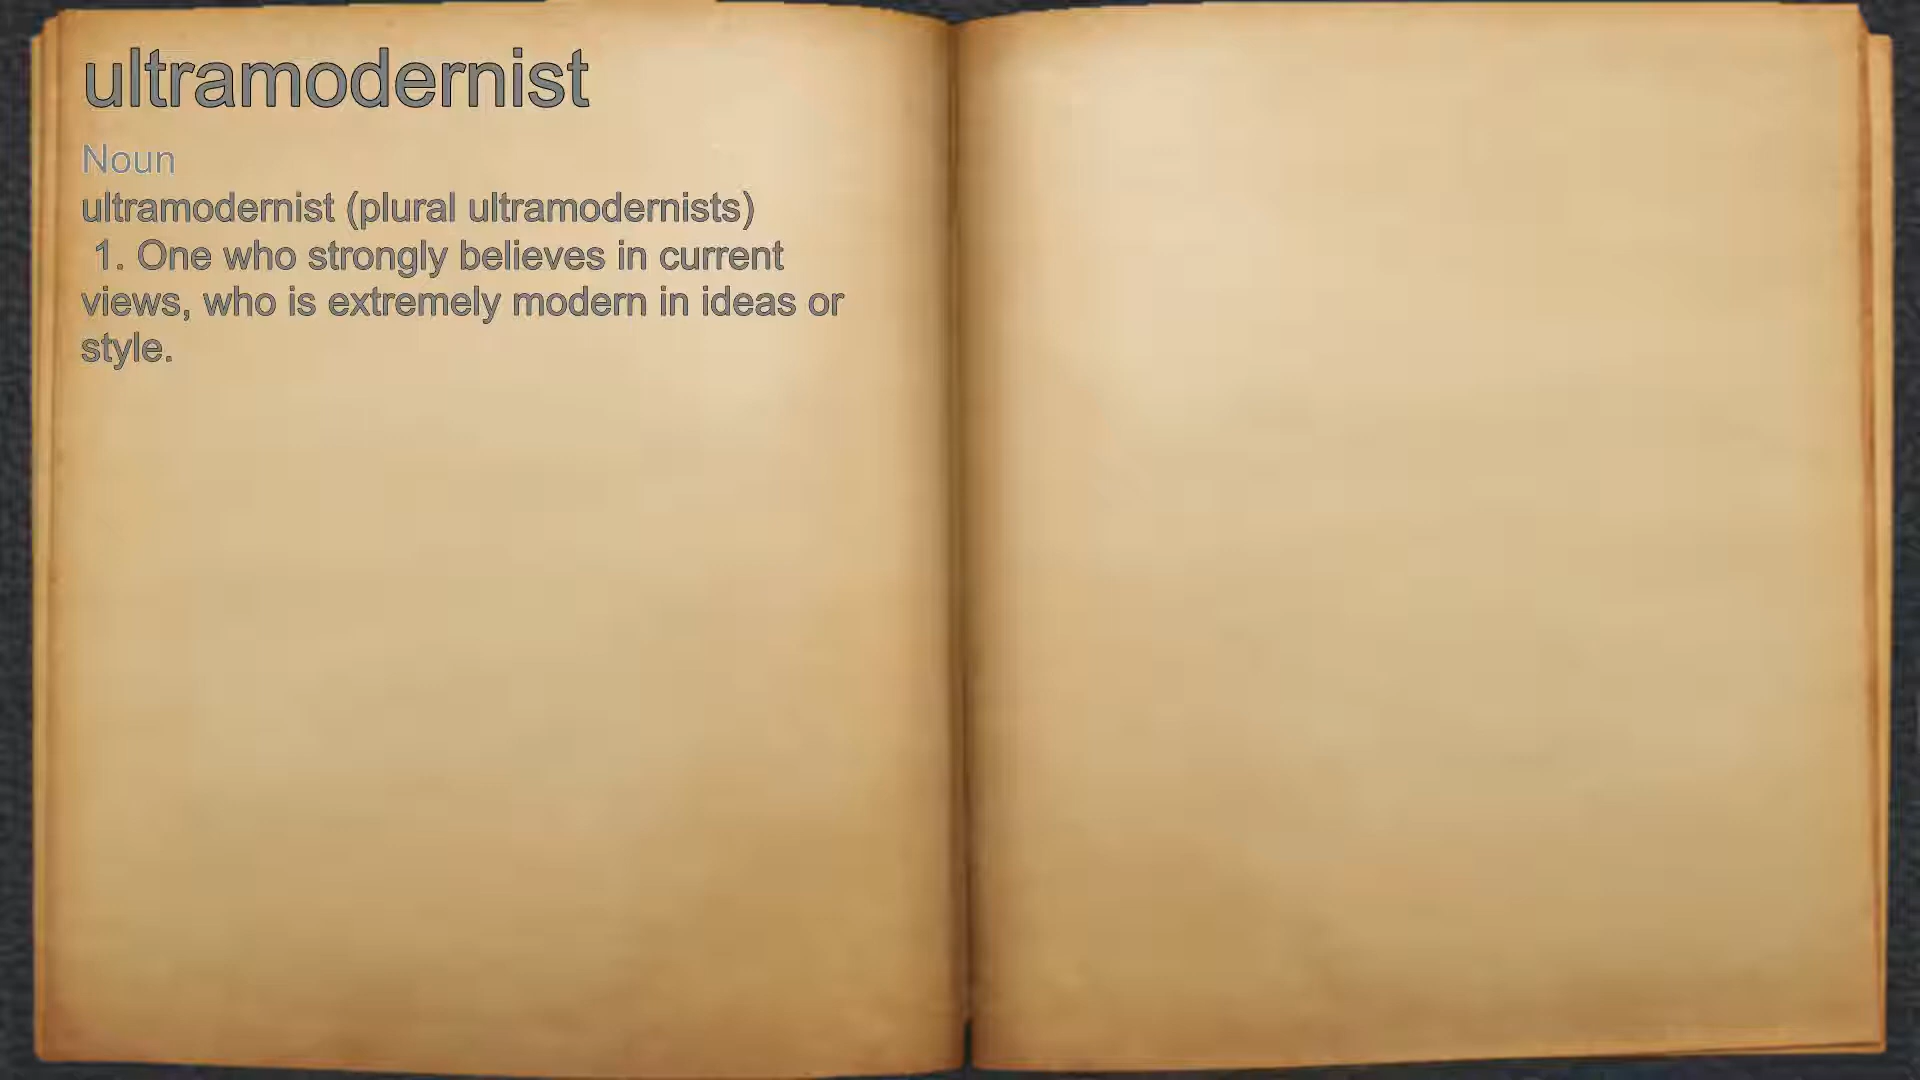 ultramodernist
Noun
ultramodernist (plural ultramodernists)
1. One who strongly believes in current
views, who is extremely modern in ideas or
style.